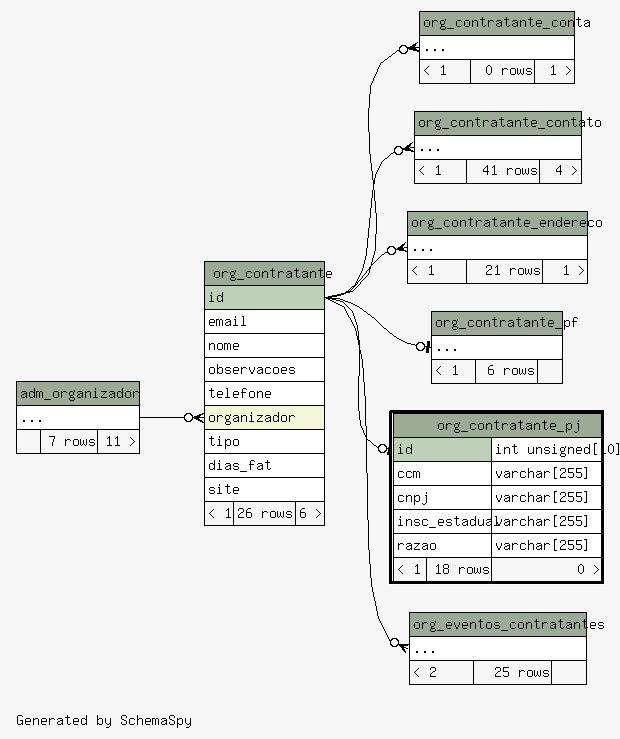 org_contratante_conta
...
< 1 0 rows 1 >
org_contratante_contato
...
< 1 41 rows 4 >
org_contratante_endereco
...
< 1 21 rows 1 >
org_contratante
id
email
nome
observacoes
telefone
organizador
tipo
dias_fat
site
< 1 26 rows 6 >
org_contratante_pf
...
< 1 6 rows
adm_organizador
...
7 rows 11 >
org_contratante_pj
id int unsigned[10]
ccm varchar[255]
cnpj varchar[255]
insc_estadual varchar[255]
razao varchar[255]
< 1 18 rows 0 >
org_eventos_contratantes
...
< 2 25 rows
Generated by SchemaSpy